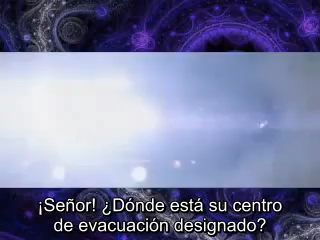 ¡Señor! ¿Dónde está su centro
de evacuación designado?